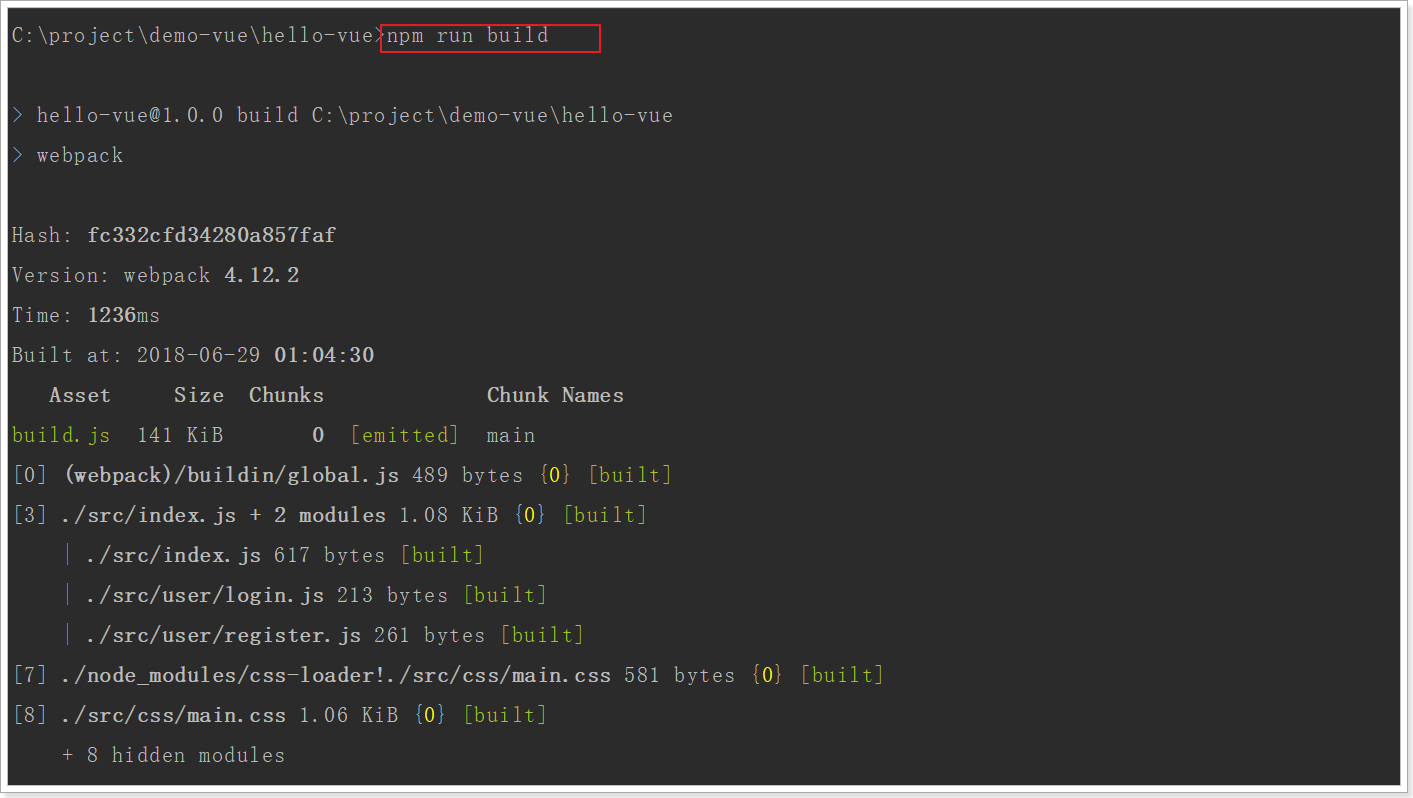 C:\project\demo-vue\hello-vue>npm run build
> hello-vue@1.0.0 build C:\project\demo-vue\hello-vue
> webpack
Hash: fc332cfd34280a857faf
Version: webpack 4.12.2
Time: 1236ms
Built at: 2018-06-29 01:04:30
Asset Size Chunks Chunk Names
build.js 141 KiB 0 [emitted] main
[0] (webpack)/buildin/global.js 489 bytes {0} [built]
[3] ./src/index.js + 2 modules 1.08 KiB {0} [built]
| ./src/index.js 617 bytes [built]
| ./src/user/login.js 213 bytes [built]
| ./src/user/register.js 261 bytes [built]
[7] ./node_modules/css-loader!./src/css/main.css 581 bytes {0} [built]
[8] ./src/css/main.css 1.06 KiB {0} [built]
+ 8 hidden modules